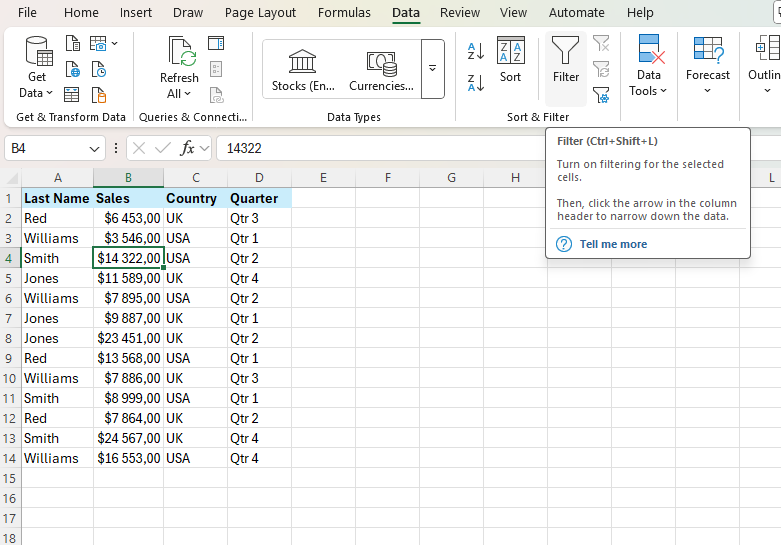 File Home Insert Draw Page Layout Formulas Data Review View Automate Help
Get Data
Refresh All
Stocks (En...
Currencies...
Sort
Filter
Data Tools
Forecast
Outlin
Get & Transform Data
Queries & Connecti...
Data Types
Sort & Filter
B4
fx
14322
Filter (Ctrl+Shift+L)
Turn on filtering for the selected
cells.
Then, click the arrow in the column
header to narrow down the data.
Tell me more
A B C D E F G H L
1 Last Name Sales Country Quarter
2 Red $6 453,00 UK Qtr 3
3 Williams $3 546,00 USA Qtr 1
4 Smith $14 322,00 USA Qtr 2
5 Jones $11 589,00 UK Qtr 4
6 Williams $7 895,00 USA Qtr 2
7 Jones $9 887,00 UK Qtr 1
8 Jones $23 451,00 UK Qtr 2
9 Red $13 568,00 USA Qtr 1
10 Williams $7 886,00 UK Qtr 3
11 Smith $8 999,00 USA Qtr 1
12 Red $7 864,00 UK Qtr 2
13 Smith $24 567,00 UK Qtr 4
14 Williams $16 553,00 USA Qtr 4
15
16
17
18